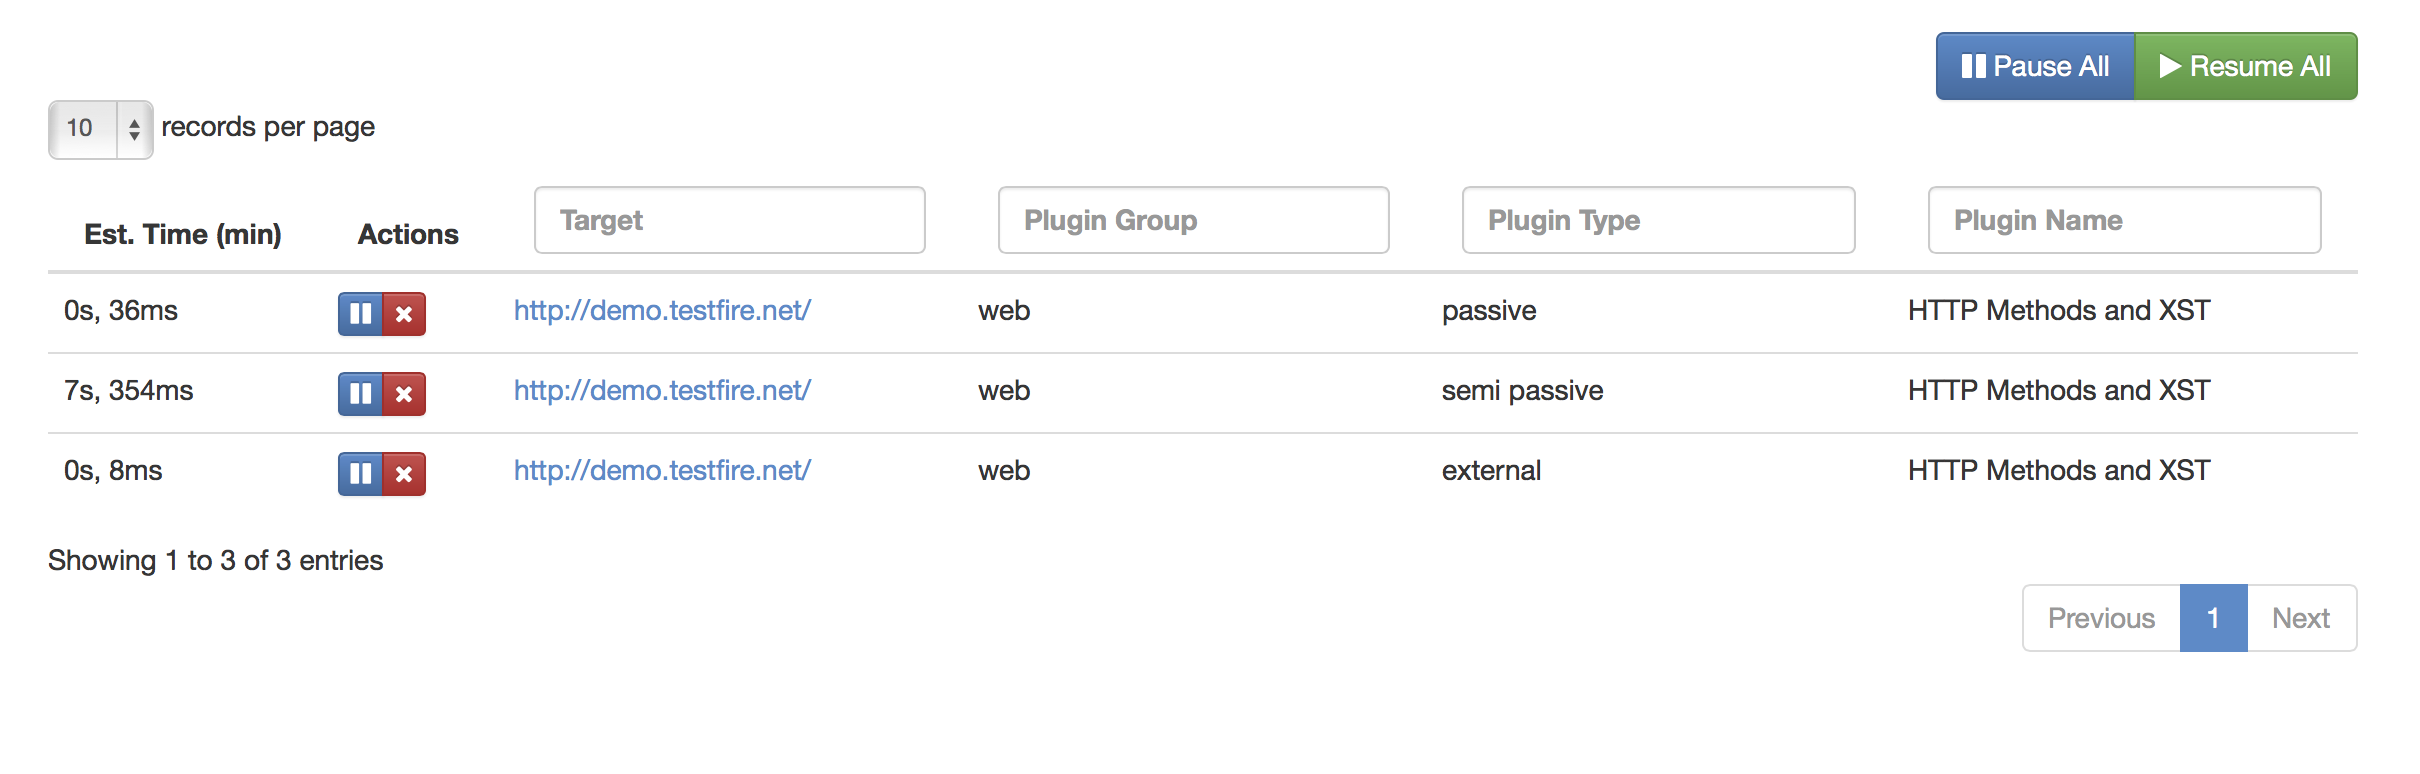 Pause All Resume All
10 records per page
Est. Time (min) Actions Target Plugin Group Plugin Type Plugin Name
0s, 36ms http://demo.testfire.net/ web passive HTTP Methods and XST
7s, 354ms http://demo.testfire.net/ web semi passive HTTP Methods and XST
0s, 8ms http://demo.testfire.net/ web external HTTP Methods and XST
Showing 1 to 3 of 3 entries
Previous 1 Next